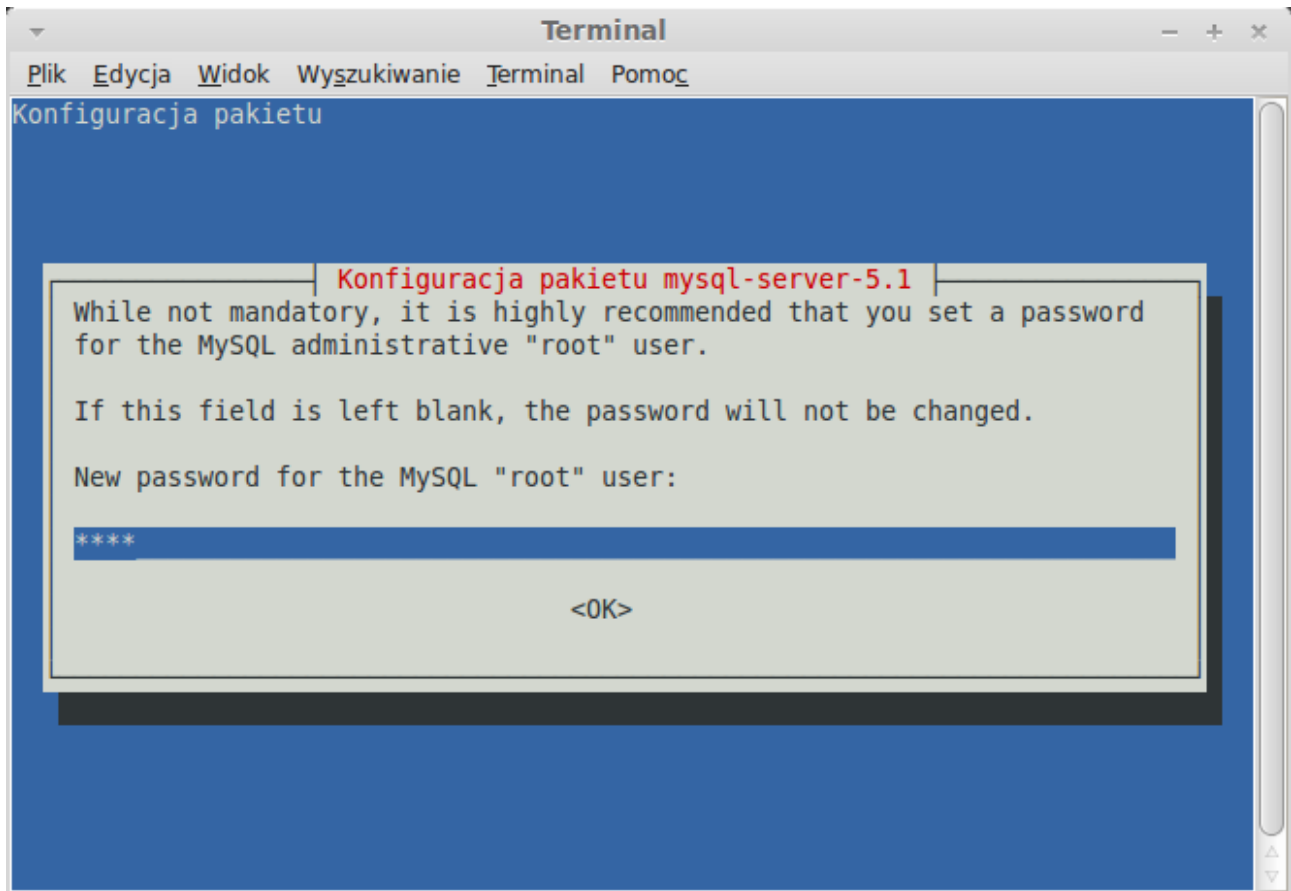 Terminal
Plik Edycja Widok Wyszukiwanie Terminal Pomoc
Konfiguracja pakietu
Konfiguracja pakietu mysql-server-5.1
While not mandatory, it is highly recommended that you set a password
for the MySQL administrative "root" user.
If this field is left blank, the password will not be changed.
New password for the MySQL "root" user:
****
<OK>